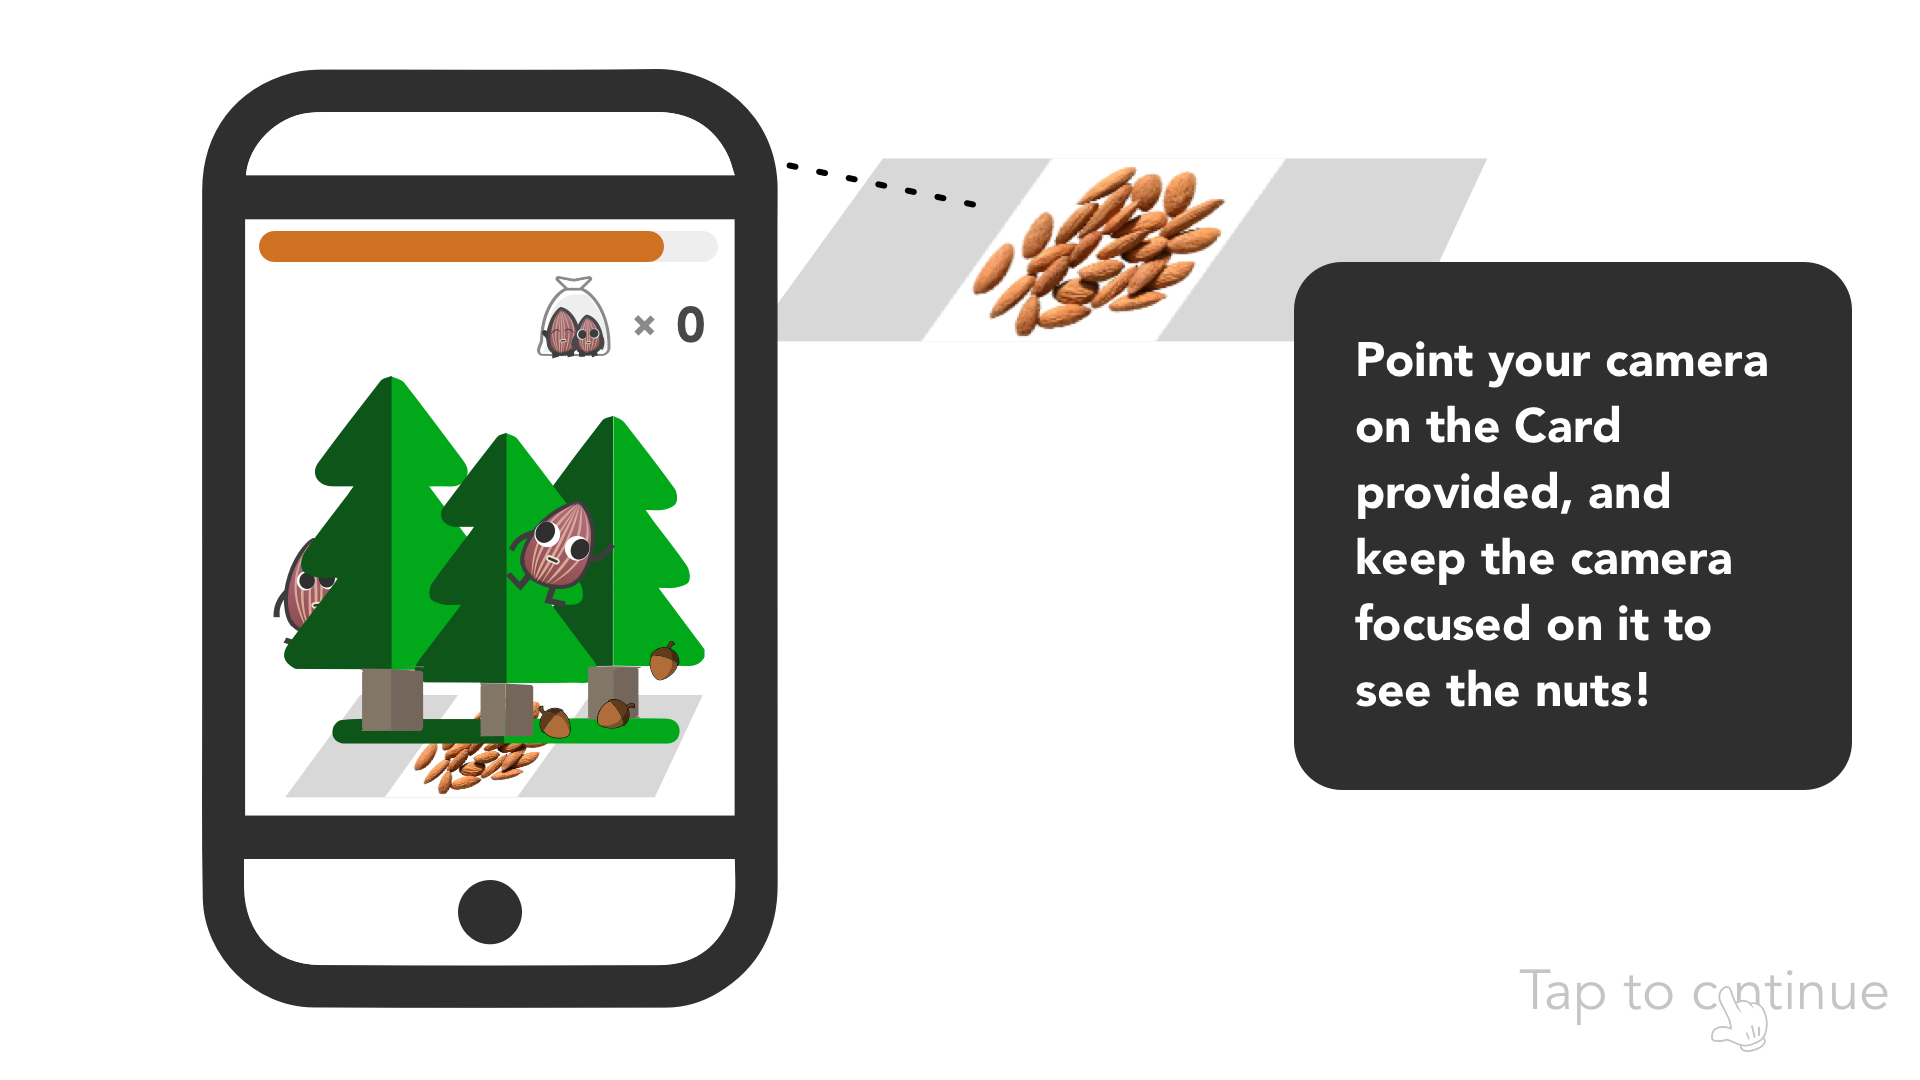 × 0
Point your camera
on the Card
provided, and
keep the camera
focused on it to
see the nuts!
Tap to continue